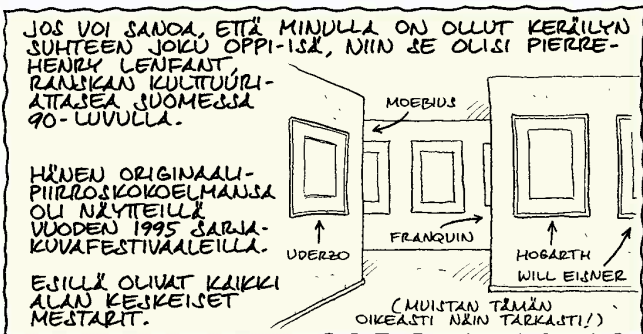 JOS VOI SANOA, ETTÄ MINULLA ON OLLUT KERÄILYN
SUHTEEN JOKU OPPI-ISÄ, NIIN SE OLISI PIERRE-
HENRY LENFANT,
RANSKAN KULTTUURI-
ATTASEA SUOMESSA
90-LUVULLA.
HÄNEN ORIGINAALI-
PIIRROSKOKOELMANSA
OLI NÄYTTEILLÄ
VUODEN 1995 SARJA-
KUVAFESTIVAALEILLA.
ESILLÄ OLIVAT KAIKKI
ALAN KESKEISET
MESTARIT.
MOEBIUS
UDERZO
FRANQUIN
HOGARTH
WILL EISNER
(MUISTAN TÄMÄN
OIKEASTI NÄIN TARKASTI!)